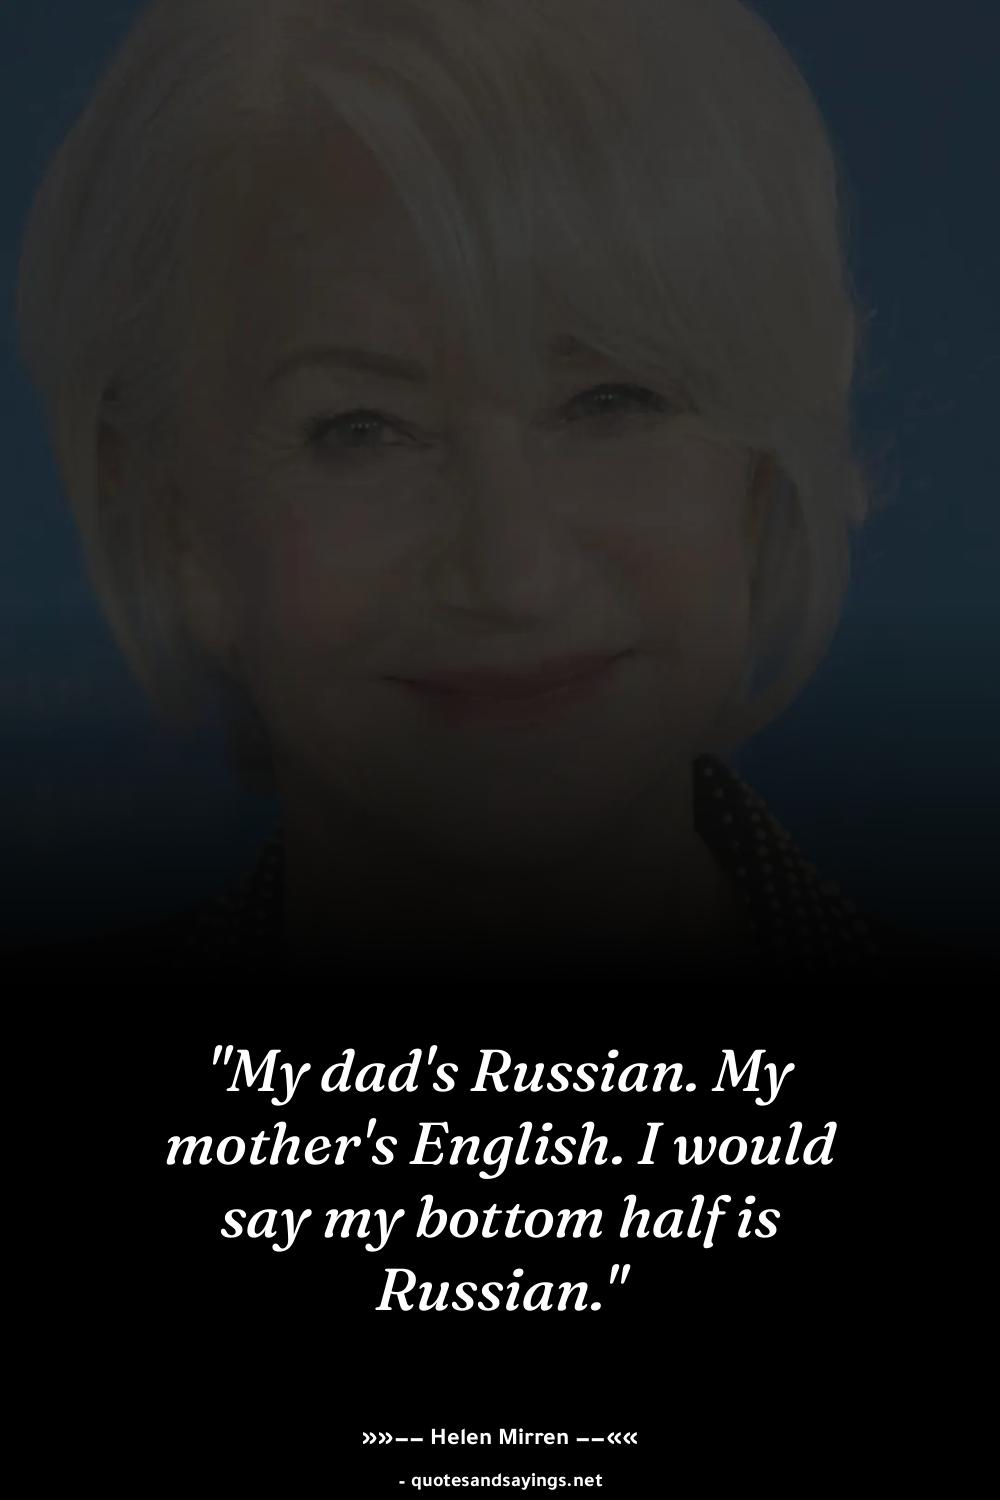 "My dad's Russian. My
mother's English. I would
say my bottom half is
Russian."
»»−− Helen Mirren −−««
- quotesandsayings.net